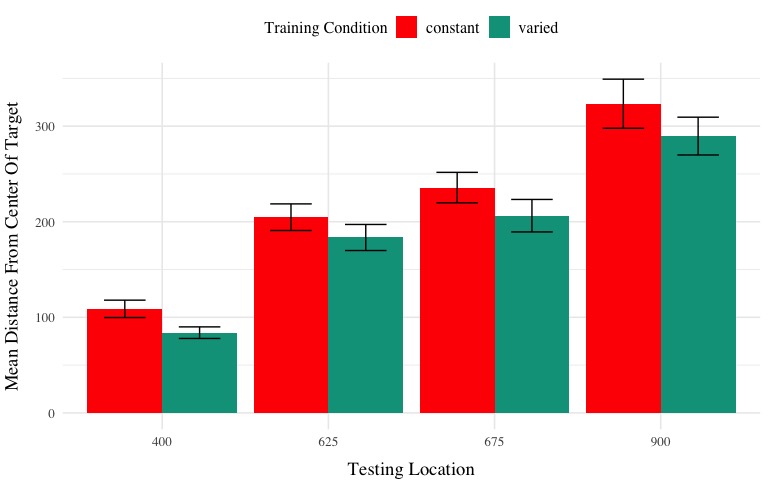 Training Condition constant varied
Mean Distance From Center Of Target
300
200
100
0
400 625 675 900
Testing Location